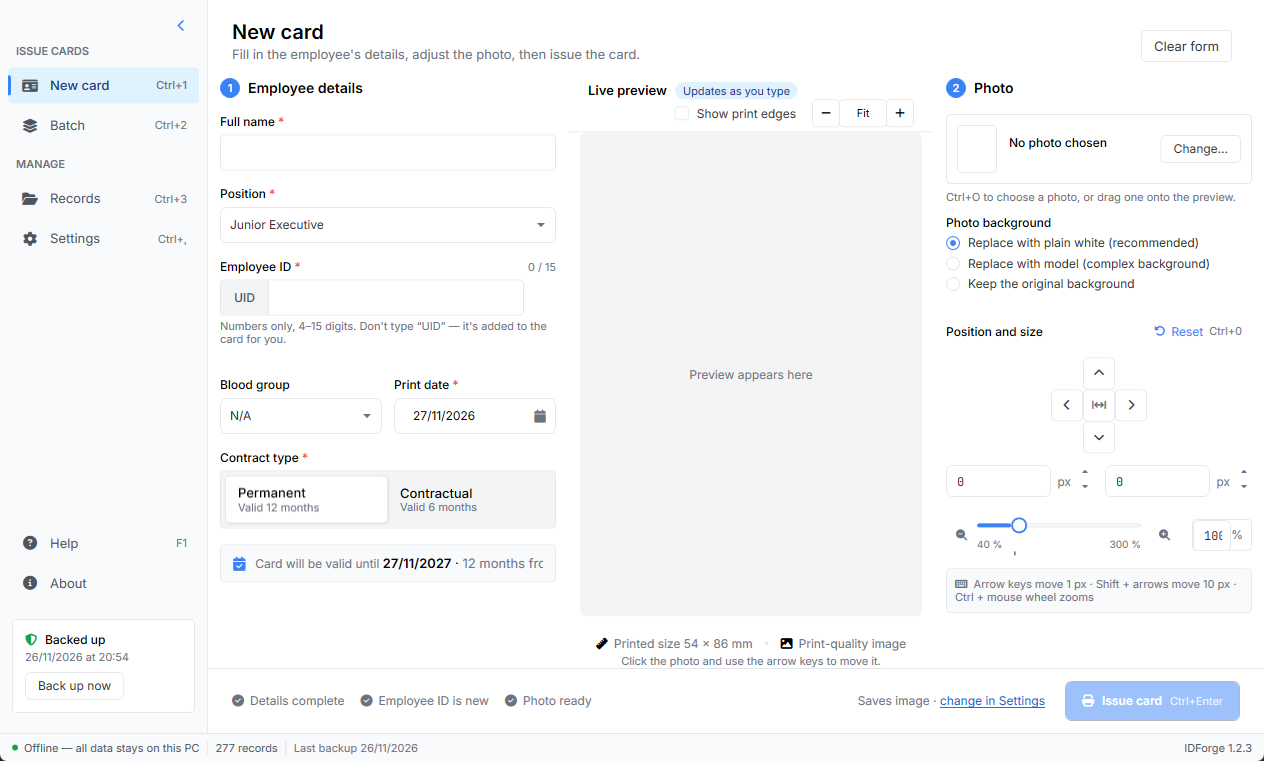 ISSUE CARDS
New card Ctrl+1
Batch Ctrl+2
MANAGE
Records Ctrl+3
Settings Ctrl+,
Help F1
About
Backed up
26/11/2026 at 20:54
Back up now
New card
Fill in the employee's details, adjust the photo, then issue the card.
Clear form
1 Employee details
Full name *
Position *
Junior Executive
Employee ID * 0 / 15
UID
Numbers only, 4–15 digits. Don't type “UID” — it's added to the
card for you.
Blood group Print date *
N/A 27/11/2026
Contract type *
Permanent
Valid 12 months
Contractual
Valid 6 months
Card will be valid until 27/11/2027 · 12 months frc
Live preview Updates as you type
Show print edges − Fit +
Preview appears here
Printed size 54 × 86 mm Print-quality image
Click the photo and use the arrow keys to move it.
2 Photo
No photo chosen Change...
Ctrl+O to choose a photo, or drag one onto the preview.
Photo background
Replace with plain white (recommended)
Replace with model (complex background)
Keep the original background
Position and size Reset Ctrl+0
0 px 0 px
40 % 300 % 100 %
Arrow keys move 1 px · Shift + arrows move 10 px ·
Ctrl + mouse wheel zooms
Details complete Employee ID is new Photo ready
Saves image · change in Settings Issue card Ctrl+Enter
Offline — all data stays on this PC 277 records Last backup 26/11/2026 IDForge 1.2.3